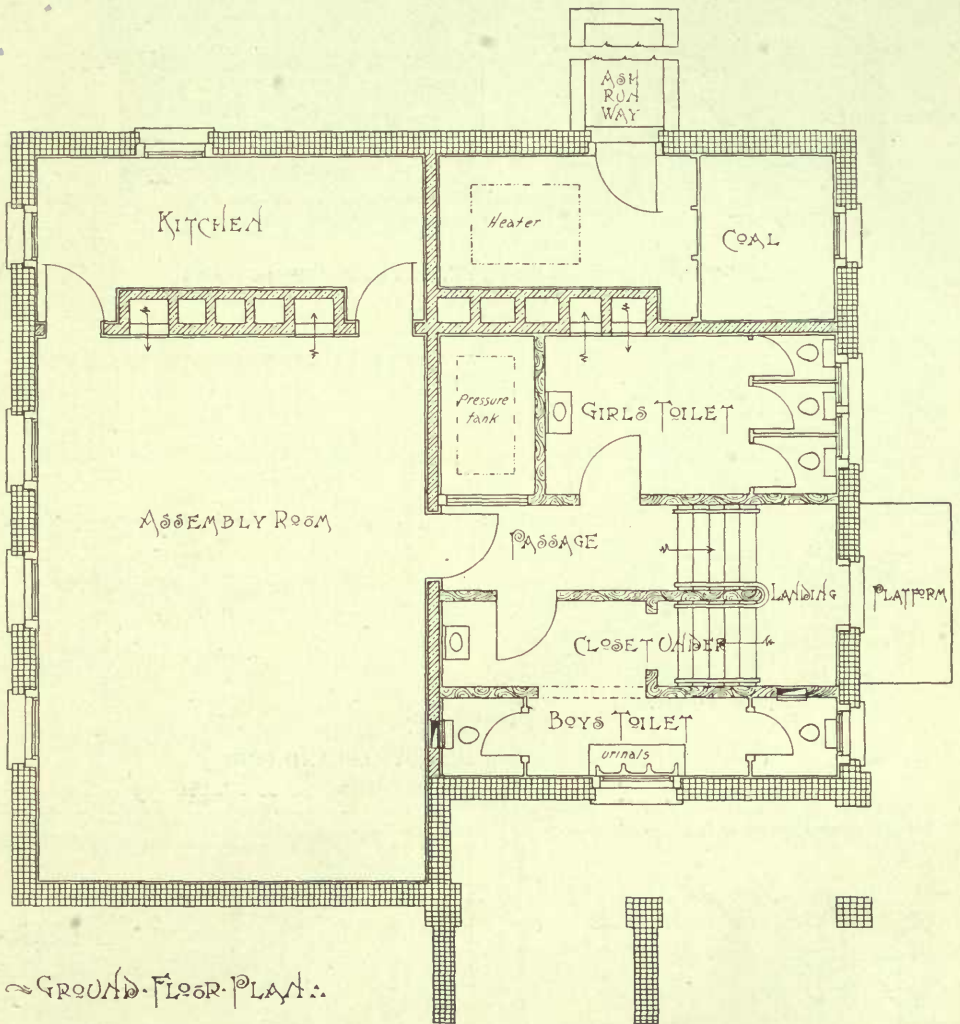 ASH
RUN
WAY
KITCHEN
Heater
COAL
Pressure
tank
GIRLS TOILET
ASSEMBLY ROOM
PASSAGE
LANDING
PLATFORM
CLOSET UNDER
BOYS TOILET
urinals
GROUND·FLOOR·PLAN